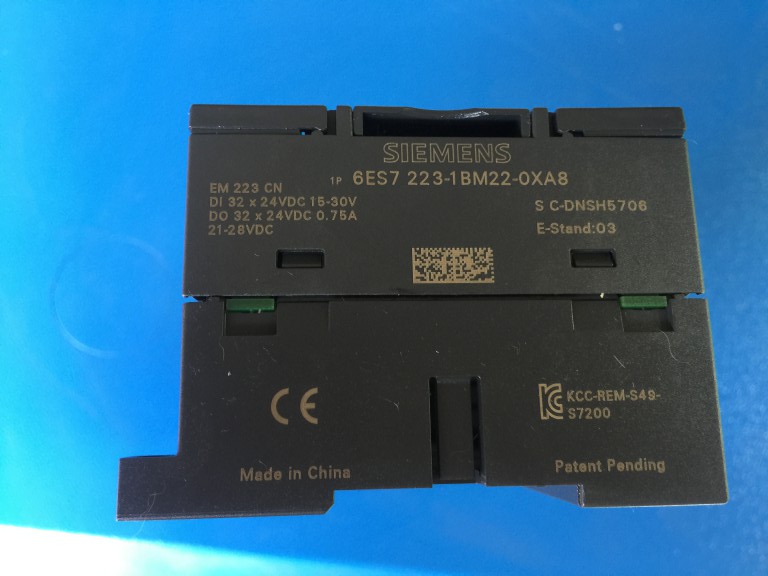 SIEMENS
1P 6ES7 223-1BM22-0XA8
EM 223 CN
DI 32 x 24VDC 15-30V
DO 32 x 24VDC 0.75A
21-28VDC
S C-DNSH5706
E-Stand:03
CE
KCC-REM-S49-
S7200
Made in China
Patent Pending